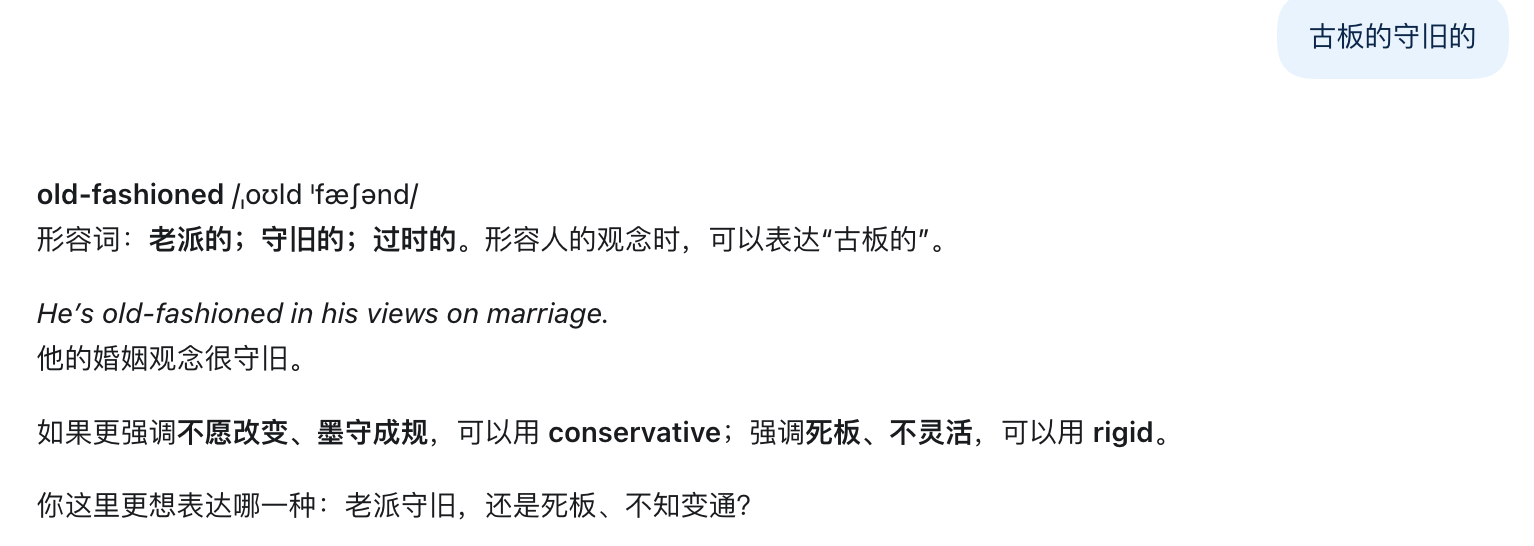 古板的守旧的
old-fashioned /ˌoʊld ˈfæʃənd/
形容词：老派的；守旧的；过时的。形容人的观念时，可以表达“古板的”。
He’s old-fashioned in his views on marriage.
他的婚姻观念很守旧。
如果更强调不愿改变、墨守成规，可以用 conservative；强调死板、不灵活，可以用 rigid。
你这里更想表达哪一种：老派守旧，还是死板、不知变通？